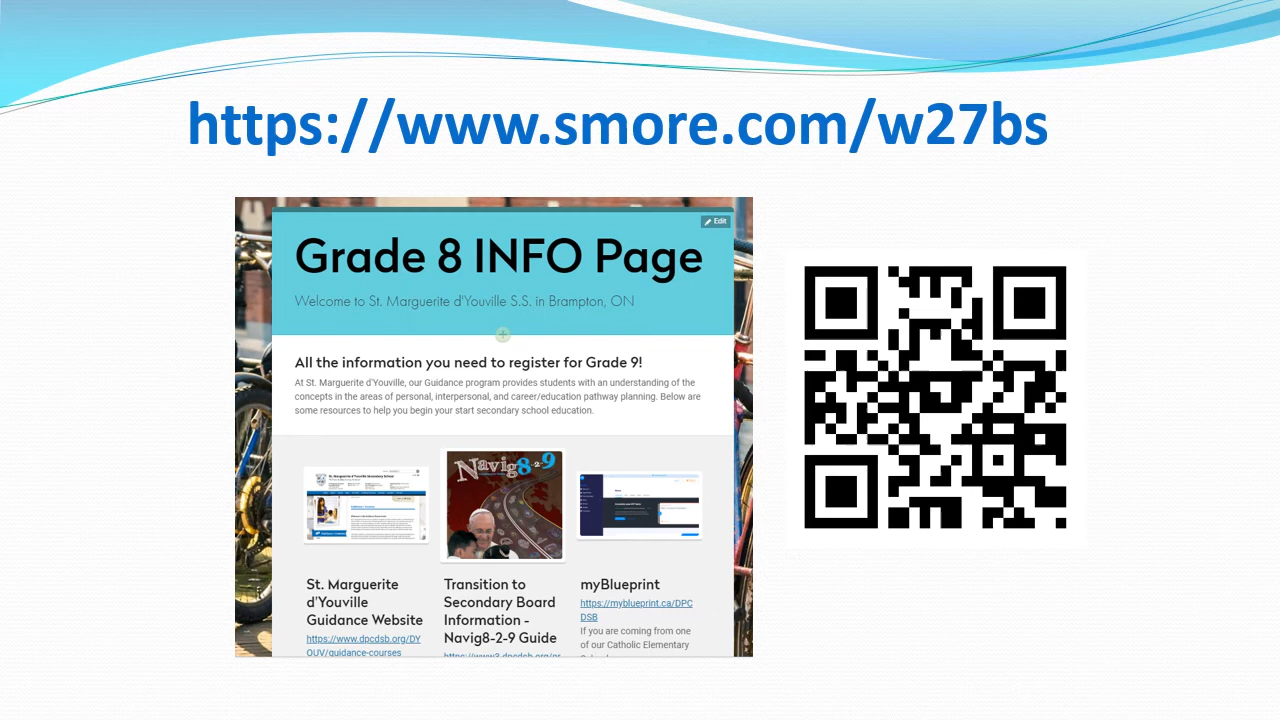 https://www.smore.com/w27bs
Edit
Grade 8 INFO Page
Welcome to St. Marguerite d'Youville S.S. in Brampton, ON
All the information you need to register for Grade 9!
At St. Marguerite d'Youville, our Guidance program provides students with an understanding of the
concepts in the areas of personal, interpersonal, and career/education pathway planning. Below are
some resources to help you begin your start secondary school education.
Navig8-2-9
St. Marguerite
d'Youville
Guidance Website
https://www.dpcdsb.org/DY
OUV/guidance-courses
Transition to
Secondary Board
Information -
Navig8-2-9 Guide
myBlueprint
https://myblueprint.ca/DPC
DSB
If you are coming from one
of our Catholic Elementary